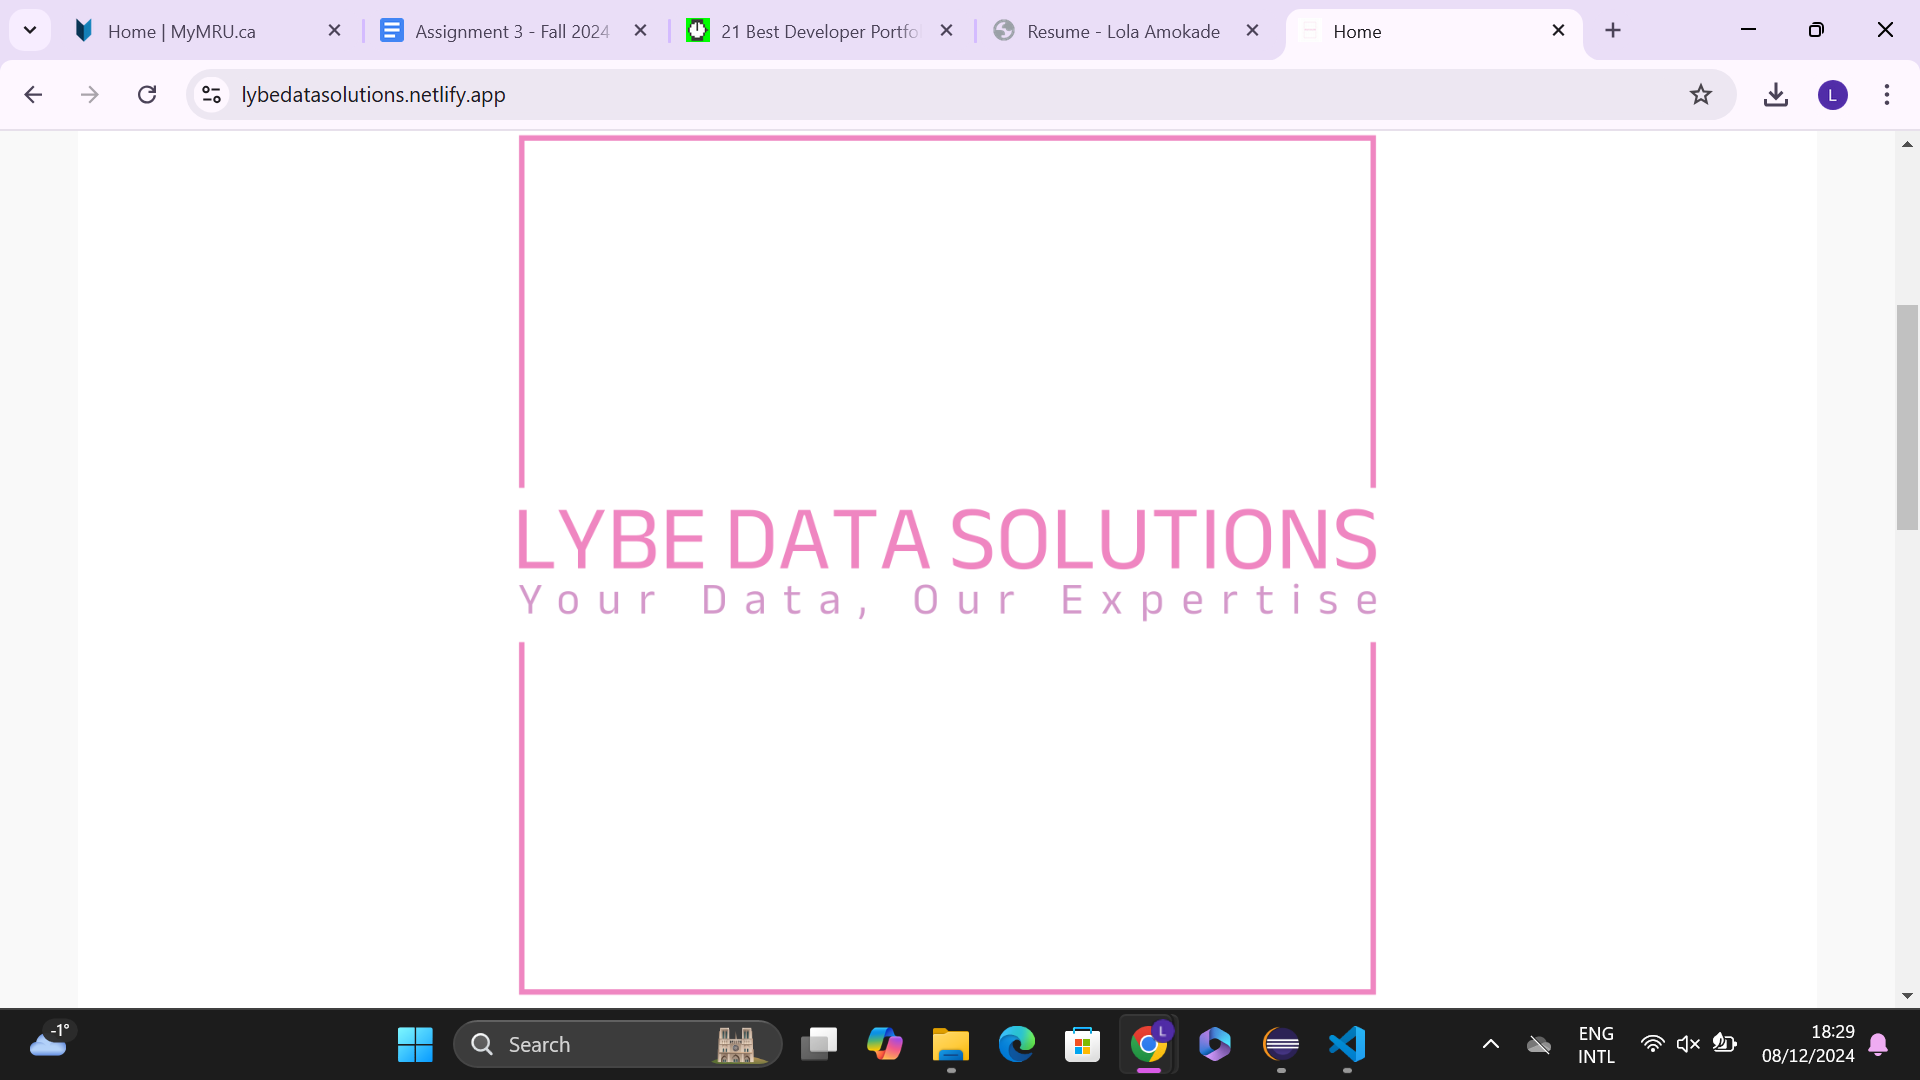 Home | MyMRU.ca
Assignment 3 - Fall 2024
21 Best Developer Portfo
Resume - Lola Amokade
Home
lybedatasolutions.netlify.app
L
LYBE DATA SOLUTIONS
Your Data, Our Expertise
-1°
Search
L
ENG
INTL
18:29
08/12/2024